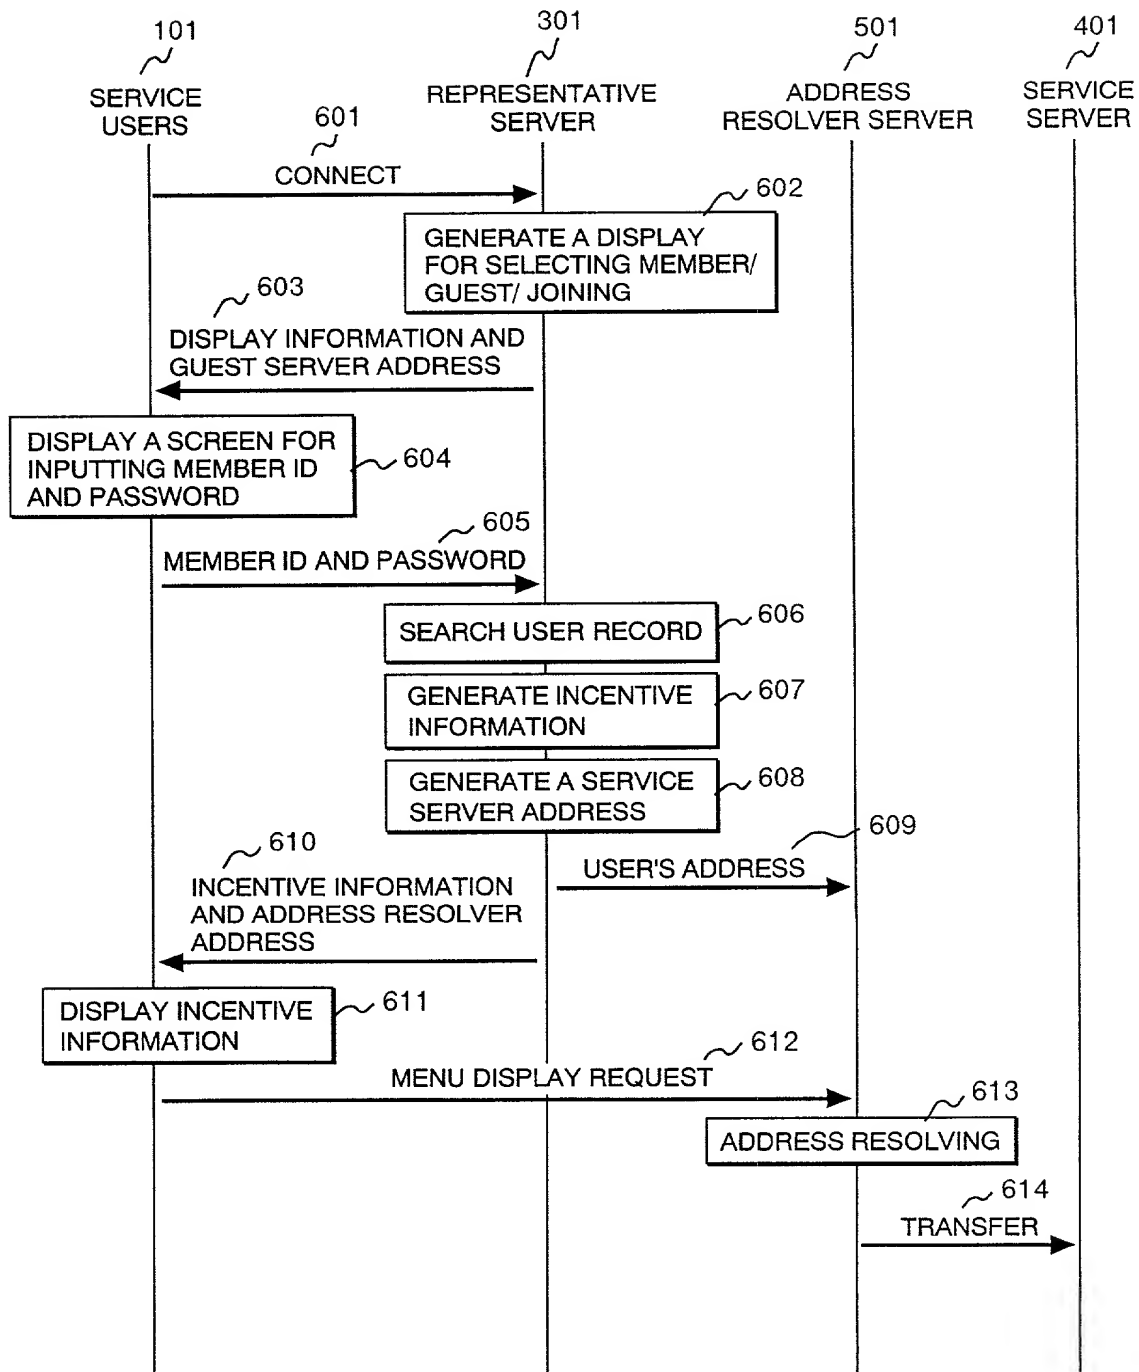 101
301
501
401
SERVICE
USERS
REPRESENTATIVE
SERVER
ADDRESS
RESOLVER SERVER
SERVICE
SERVER
601
CONNECT
602
GENERATE A DISPLAY
FOR SELECTING MEMBER/
GUEST/ JOINING
603
DISPLAY INFORMATION AND
GUEST SERVER ADDRESS
DISPLAY A SCREEN FOR
INPUTTING MEMBER ID
AND PASSWORD
604
605
MEMBER ID AND PASSWORD
SEARCH USER RECORD
606
GENERATE INCENTIVE
INFORMATION
607
GENERATE A SERVICE
SERVER ADDRESS
608
609
USER'S ADDRESS
610
INCENTIVE INFORMATION
AND ADDRESS RESOLVER
ADDRESS
DISPLAY INCENTIVE
INFORMATION
611
612
MENU DISPLAY REQUEST
613
ADDRESS RESOLVING
614
TRANSFER